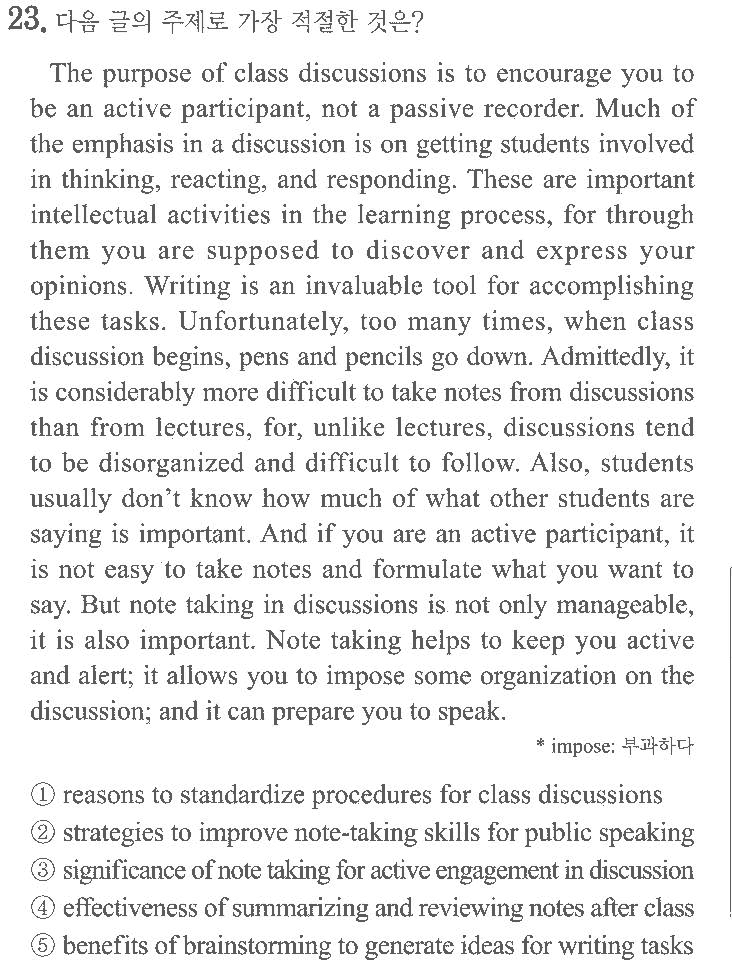 23. 다음 글의 주제로 가장 적절한 것은?
The purpose of class discussions is to encourage you to
be an active participant, not a passive recorder. Much of
the emphasis in a discussion is on getting students involved
in thinking, reacting, and responding. These are important
intellectual activities in the learning process, for through
them you are supposed to discover and express your
opinions. Writing is an invaluable tool for accomplishing
these tasks. Unfortunately, too many times, when class
discussion begins, pens and pencils go down. Admittedly, it
is considerably more difficult to take notes from discussions
than from lectures, for, unlike lectures, discussions tend
to be disorganized and difficult to follow. Also, students
usually don't know how much of what other students are
saying is important. And if you are an active participant, it
is not easy to take notes and formulate what you want to
say. But note taking in discussions is not only manageable,
it is also important. Note taking helps to keep you active
and alert; it allows you to impose some organization on the
discussion; and it can prepare you to speak.
* impose: 부과하다
① reasons to standardize procedures for class discussions
② strategies to improve note-taking skills for public speaking
③ significance of note taking for active engagement in discussion
④ effectiveness of summarizing and reviewing notes after class
⑤ benefits of brainstorming to generate ideas for writing tasks